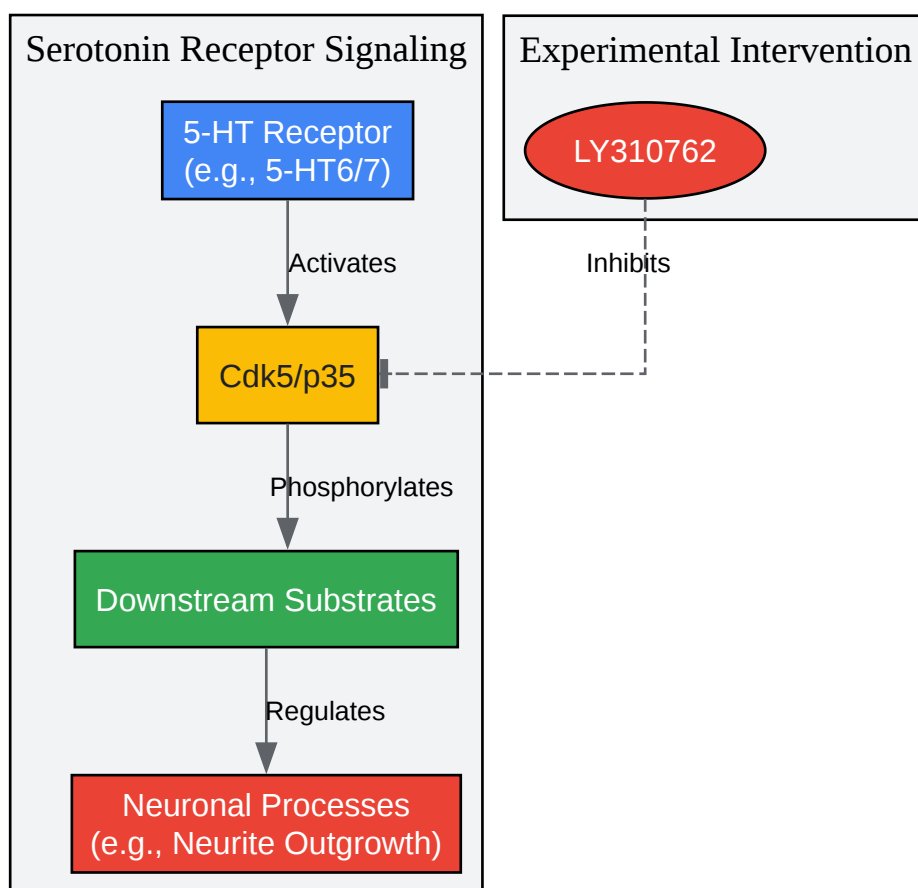 Serotonin Receptor Signaling
Experimental Intervention
5-HT Receptor
(e.g., 5-HT6/7)
LY310762
Activates
Inhibits
Cdk5/p35
Phosphorylates
Downstream Substrates
Regulates
Neuronal Processes
(e.g., Neurite Outgrowth)